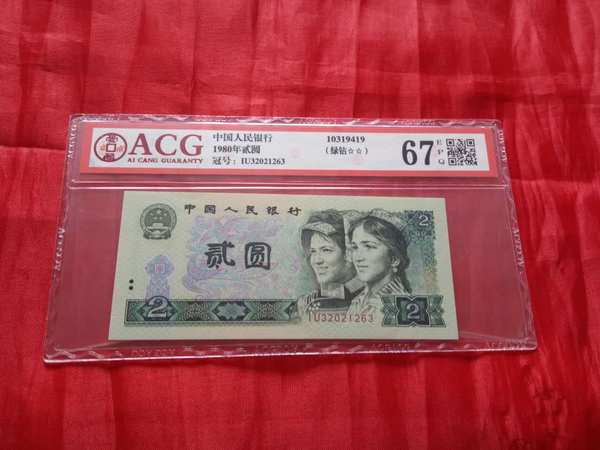 ACG
AI CANG GUARANTY
中国人民银行
1980年贰圆
冠号：IU32021263
10319419
（绿钻☆☆）
67 EPQ
中国人民银行
贰圆
2
2
2
IU32021263